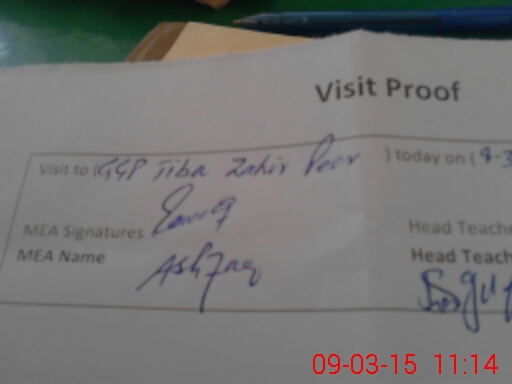 Visit Proof
Visit to (GGP Tiba Zahir Peer ) today on ( 9-3
MEA Signatures
Head Teache
MEA Name Ashfaq
Head Teach
09-03-15 11:14